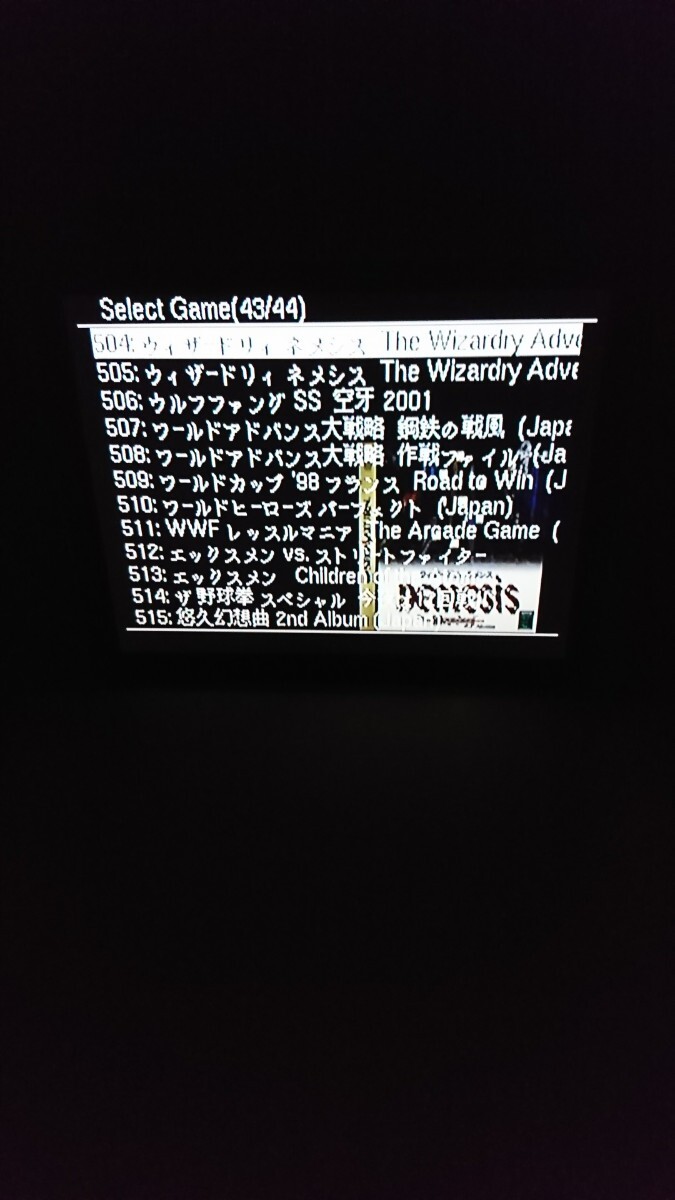 Select Game(43/44)
504: ウィザードリィ ネメシス The Wizardry Adve
505: ウィザードリィ ネメシス The Wizardry Adve
506: ウルフファング SS 空牙 2001
507: ワールドアドバンス大戦略 鋼鉄の戦風 (Japa
508: ワールドアドバンス大戦略 作戦ファイル (Ja
509: ワールドカップ '98 フランス Road to Win (J
510: ワールドヒーローズ パーフェクト (Japan)
511: WWF レッスルマニア The Arcade Game (
512: エックスメン vs. ストリートファイター
513: エックスメン Children
514: ザ 野球拳 スペシャル
515: 悠久幻想曲 2nd Album (Japan)
nemesis